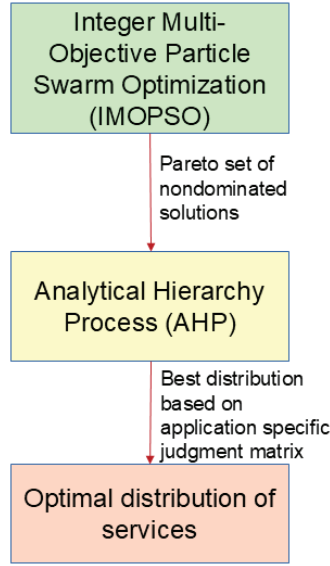 Integer Multi-
Objective Particle
Swarm Optimization
(IMOPSO)
Pareto set of
nondominated
solutions
Analytical Hierarchy
Process (AHP)
Best distribution
based on
application specific
judgment matrix
Optimal distribution of
services